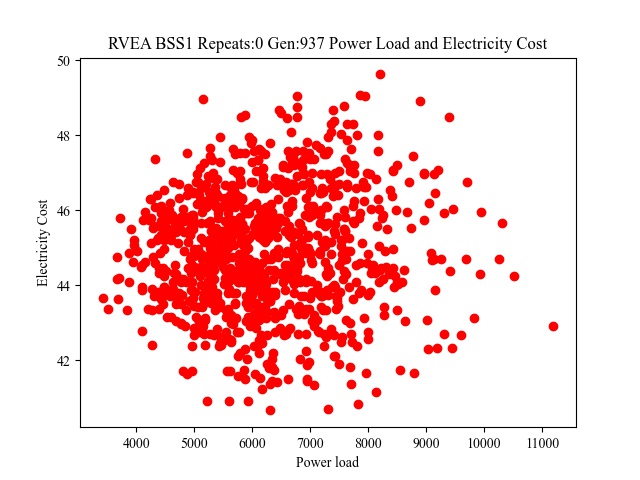 RVEA BSS1 Repeats:0 Gen:937 Power Load and Electricity Cost
50
48
46
44
42
Electricity Cost
4000 5000 6000 7000 8000 9000 10000 11000
Power load